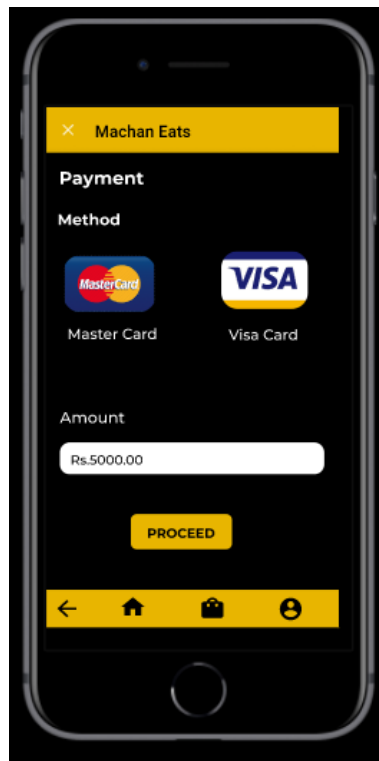 Machan Eats
Payment
Method
MasterCard
VISA
Master Card
Visa Card
Amount
Rs.5000.00
PROCEED